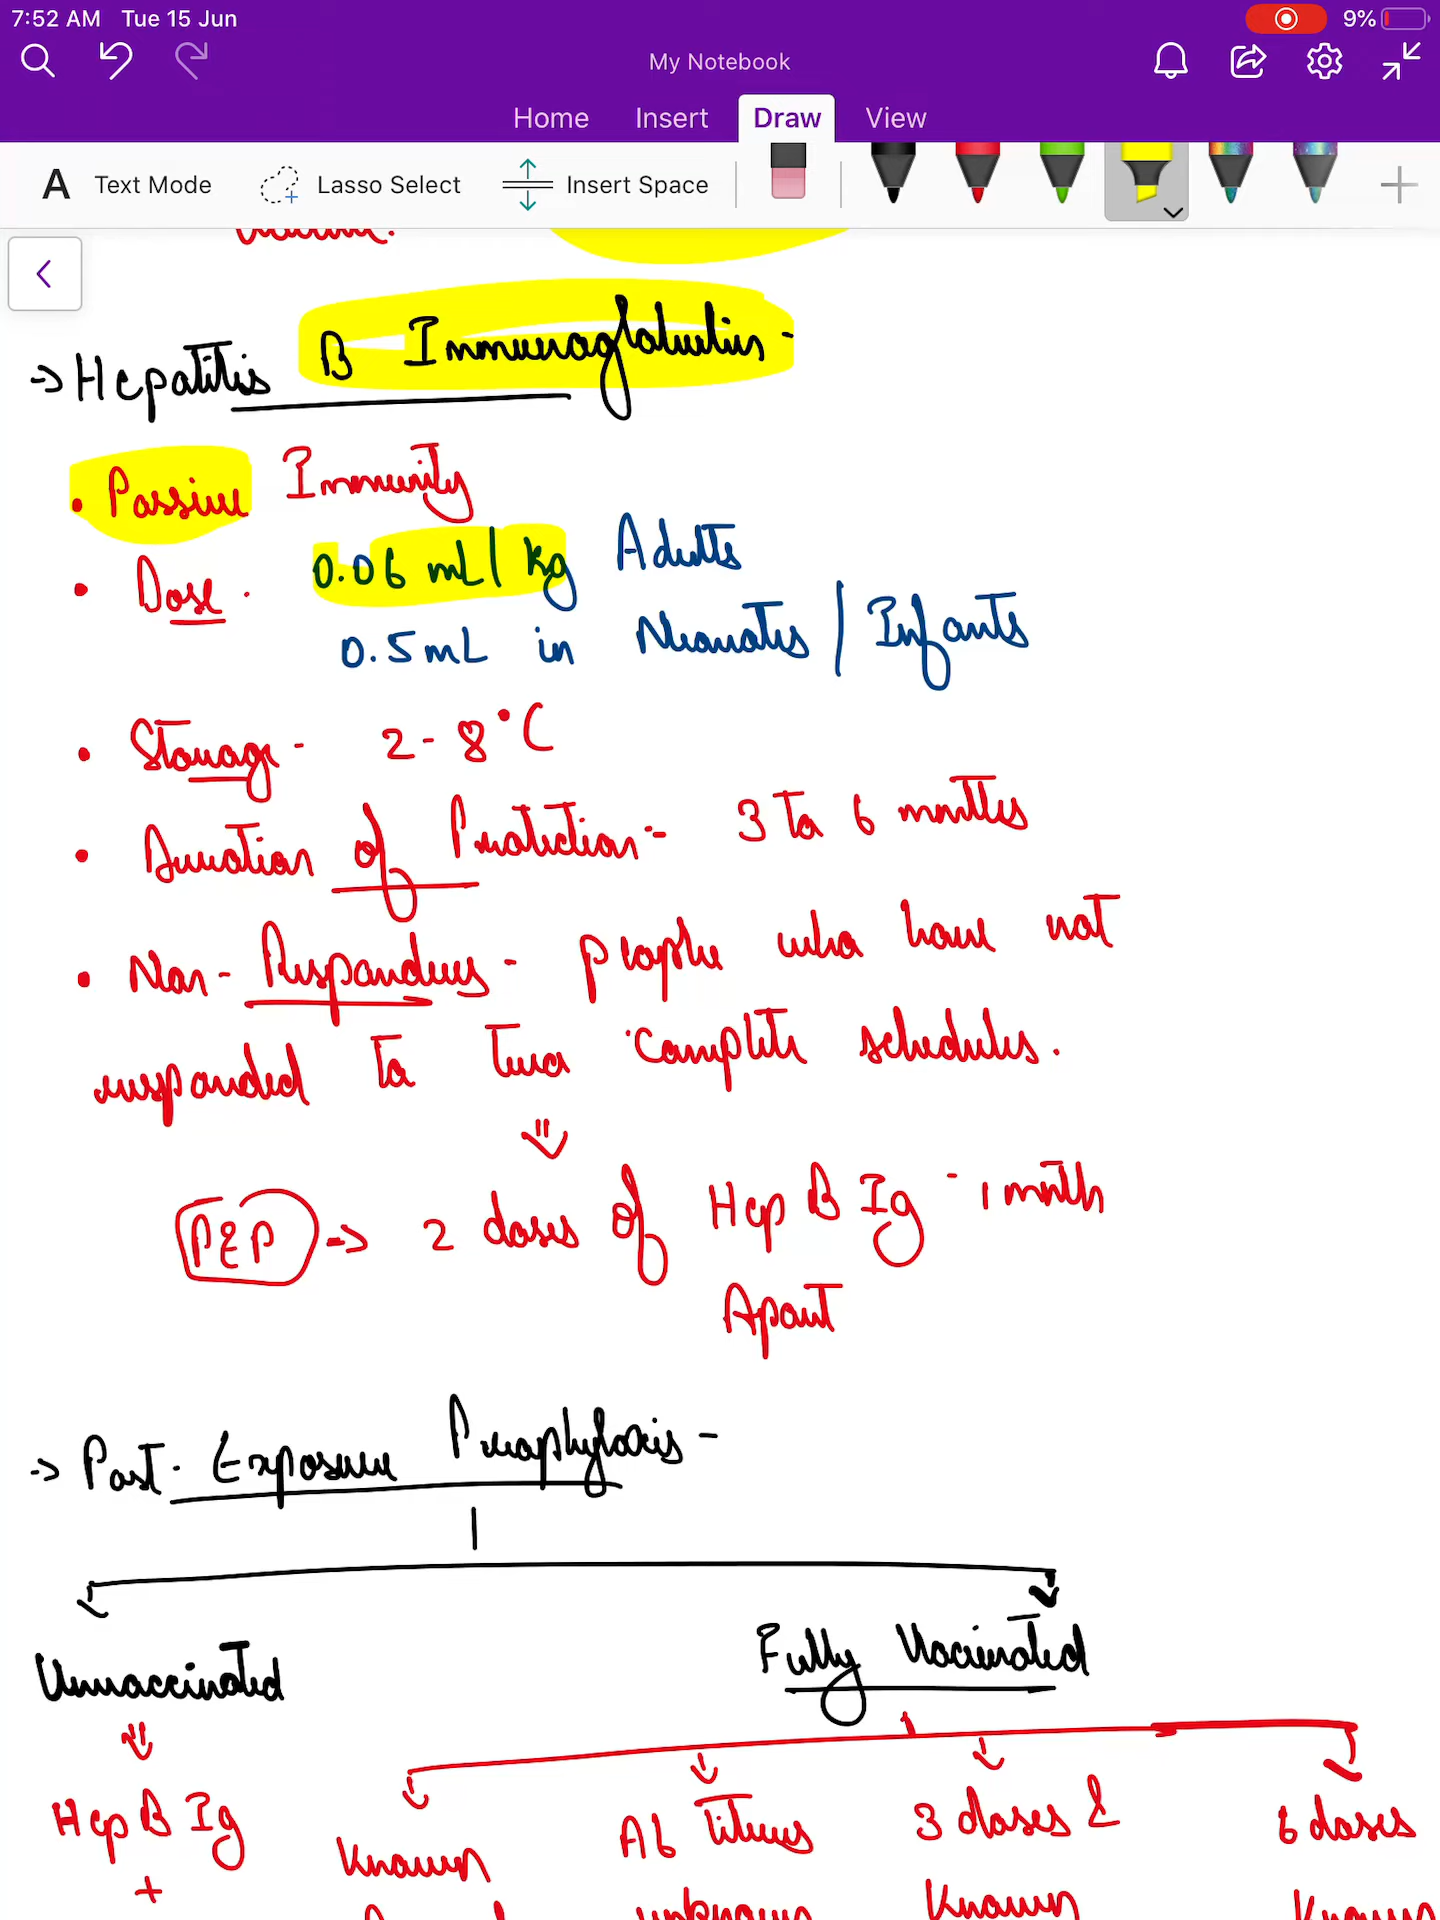 7:52 AM Tue 15 Jun
9%
My Notebook
Home Insert Draw View
A Text Mode Lasso Select Insert Space
→ Hepatitis B Immunoglobulin -
• Passive Immunity
• Dose - 0.06 mL/kg Adults
0.5mL in Neonates / Infants
• Storage - 2-8°C
• Duration of Protection - 3 to 6 months
• Non-Responders - people who have not
responded to two complete schedules.
PEP → 2 doses of Hep B Ig - 1 month
Apart
→ Post-Exposure Prophylaxis -
Unvaccinated Fully Vaccinated
Hep B Ig
+
Known
Ab titers
unknown
3 doses &
Known
6 doses
Known